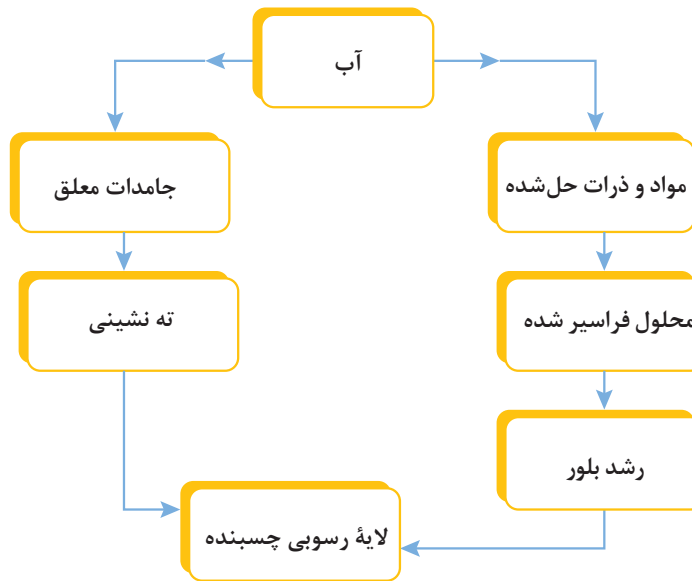 آب
مواد و ذرات حل‌شده
جامدات معلق
محلول فراسیر شده
ته نشینی
رشد بلور
لایهٔ رسوبی چسبنده